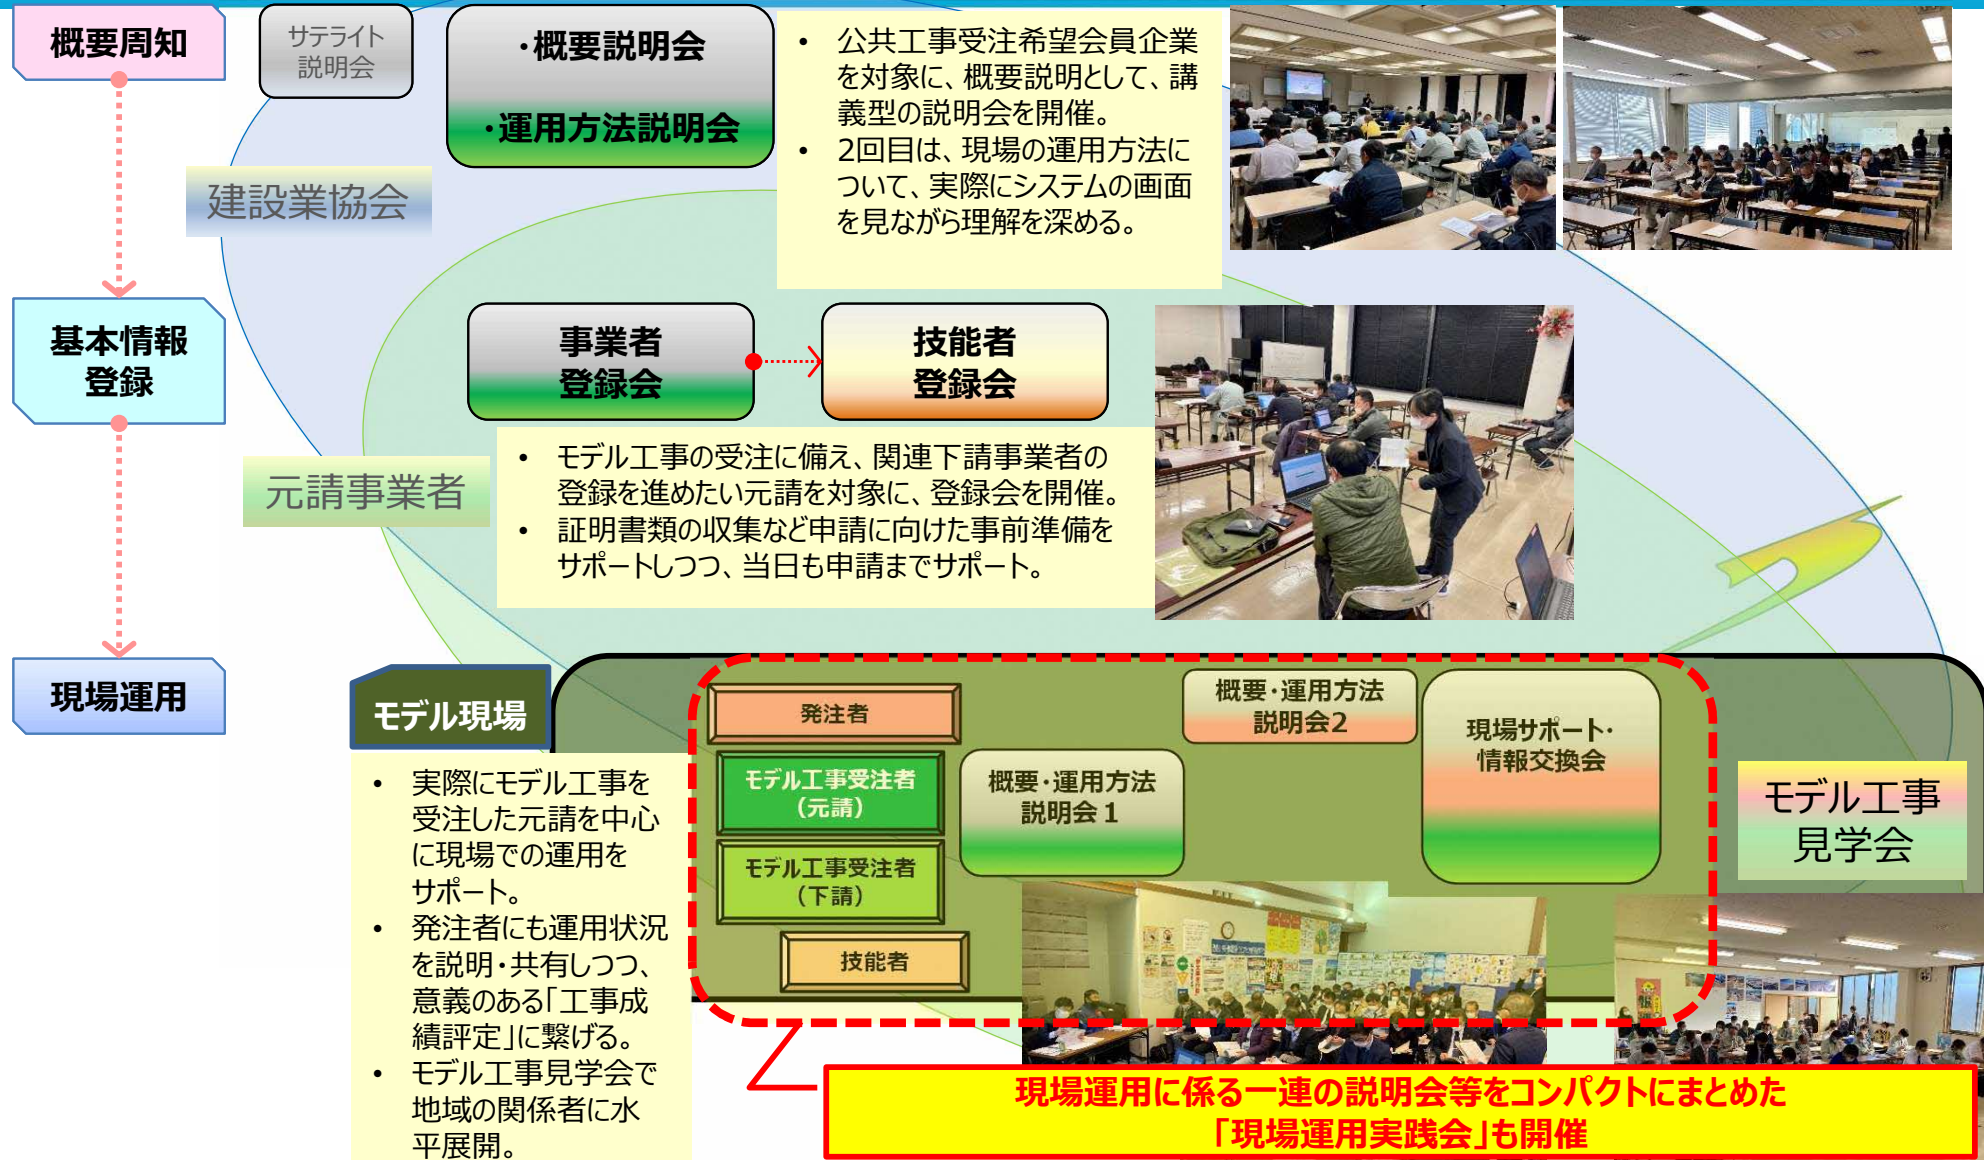 概要周知
サテライト
説明会
・概要説明会
・運用方法説明会
• 公共工事受注希望会員企業
を対象に、概要説明として、講
義型の説明会を開催。
• 2回目は、現場の運用方法に
ついて、実際にシステムの画面
を見ながら理解を深める。
建設業協会
基本情報
登録
事業者
登録会
技能者
登録会
元請事業者
• モデル工事の受注に備え、関連下請事業者の
登録を進めたい元請を対象に、登録会を開催。
• 証明書類の収集など申請に向けた事前準備を
サポートしつつ、当日も申請までサポート。
現場運用
モデル現場
• 実際にモデル工事を
受注した元請を中心
に現場での運用を
サポート。
• 発注者にも運用状況
を説明・共有しつつ、
意義のある「工事成
績評定」に繋げる。
• モデル工事見学会で
地域の関係者に水
平展開。
発注者
モデル工事受注者
(元請)
モデル工事受注者
(下請)
技能者
概要・運用方法
説明会1
概要・運用方法
説明会2
現場サポート・
情報交換会
モデル工事
見学会
現場運用に係る一連の説明会等をコンパクトにまとめた
「現場運用実践会」も開催